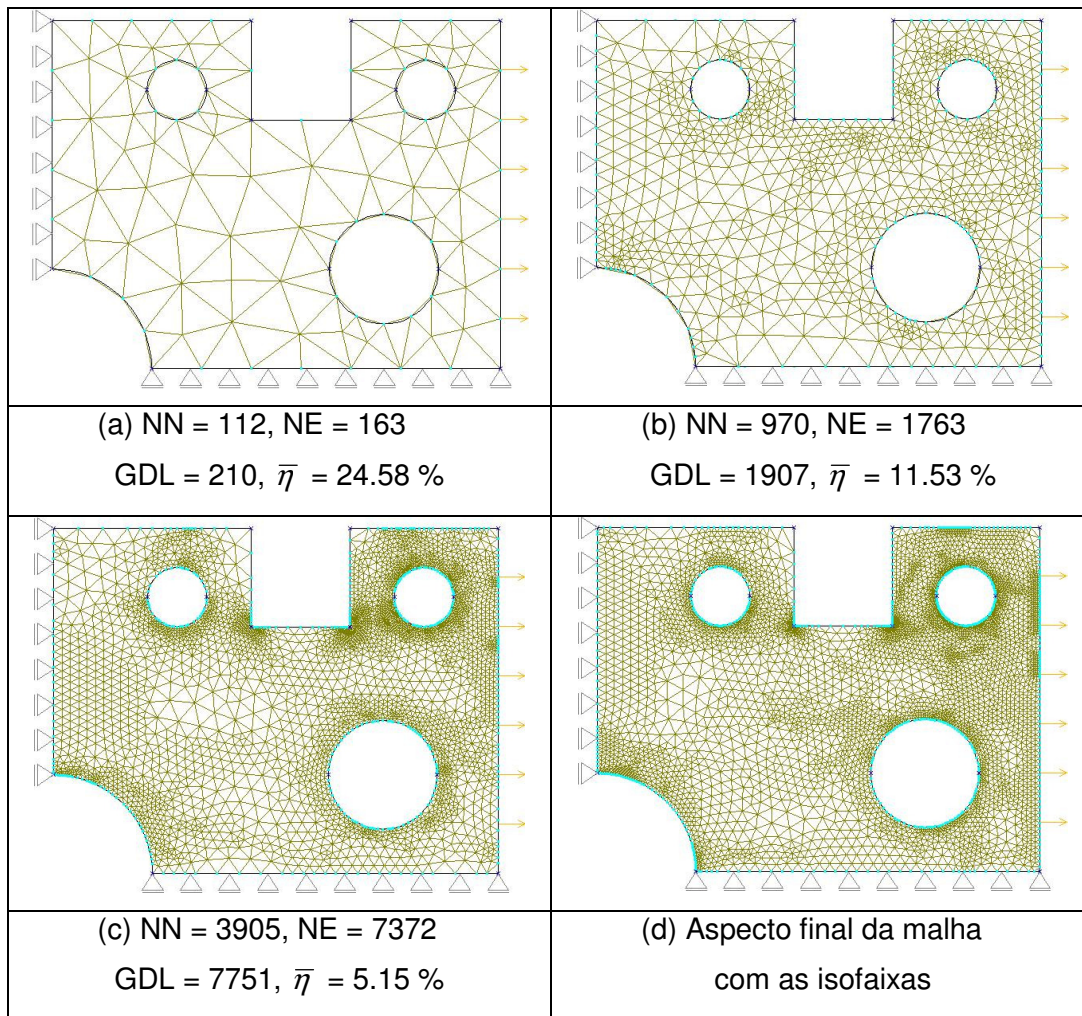 (a) NN = 112, NE = 163
GDL = 210, η̅ = 24.58 %
(b) NN = 970, NE = 1763
GDL = 1907, η̅ = 11.53 %
(c) NN = 3905, NE = 7372
GDL = 7751, η̅ = 5.15 %
(d) Aspecto final da malha
com as isofaixas